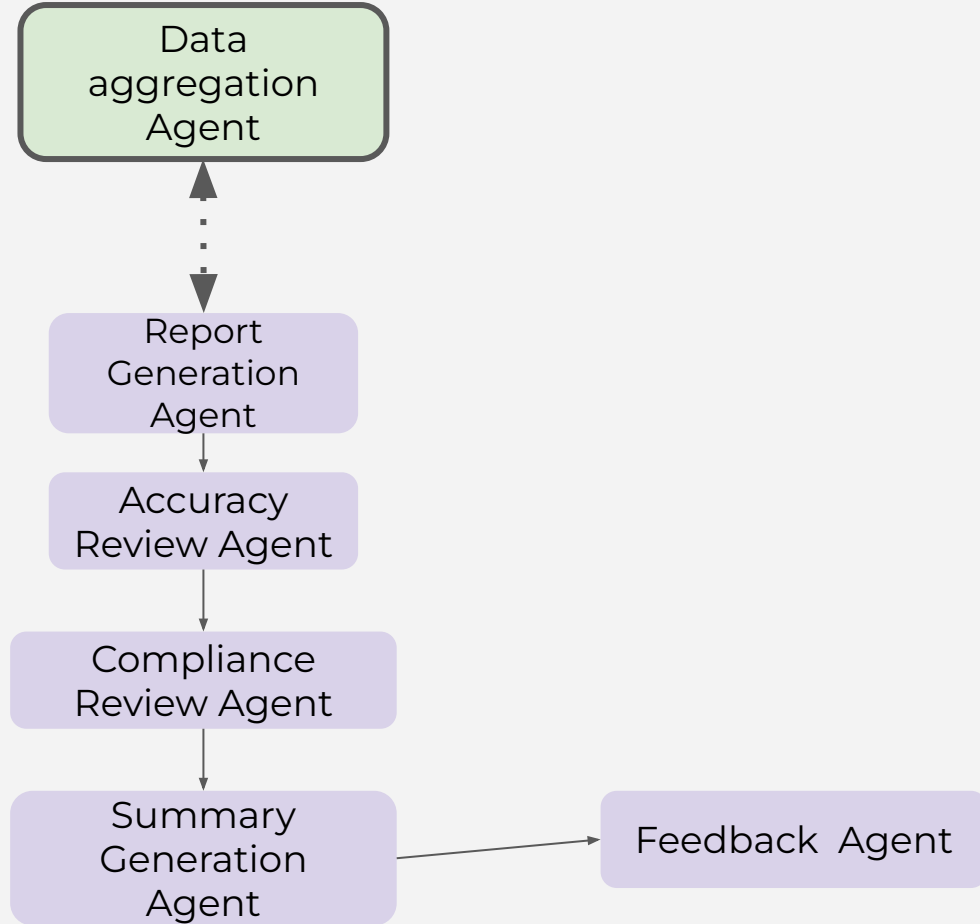 Data
aggregation
Agent
Report
Generation
Agent
Accuracy
Review Agent
Compliance
Review Agent
Summary
Generation
Agent
Feedback  Agent